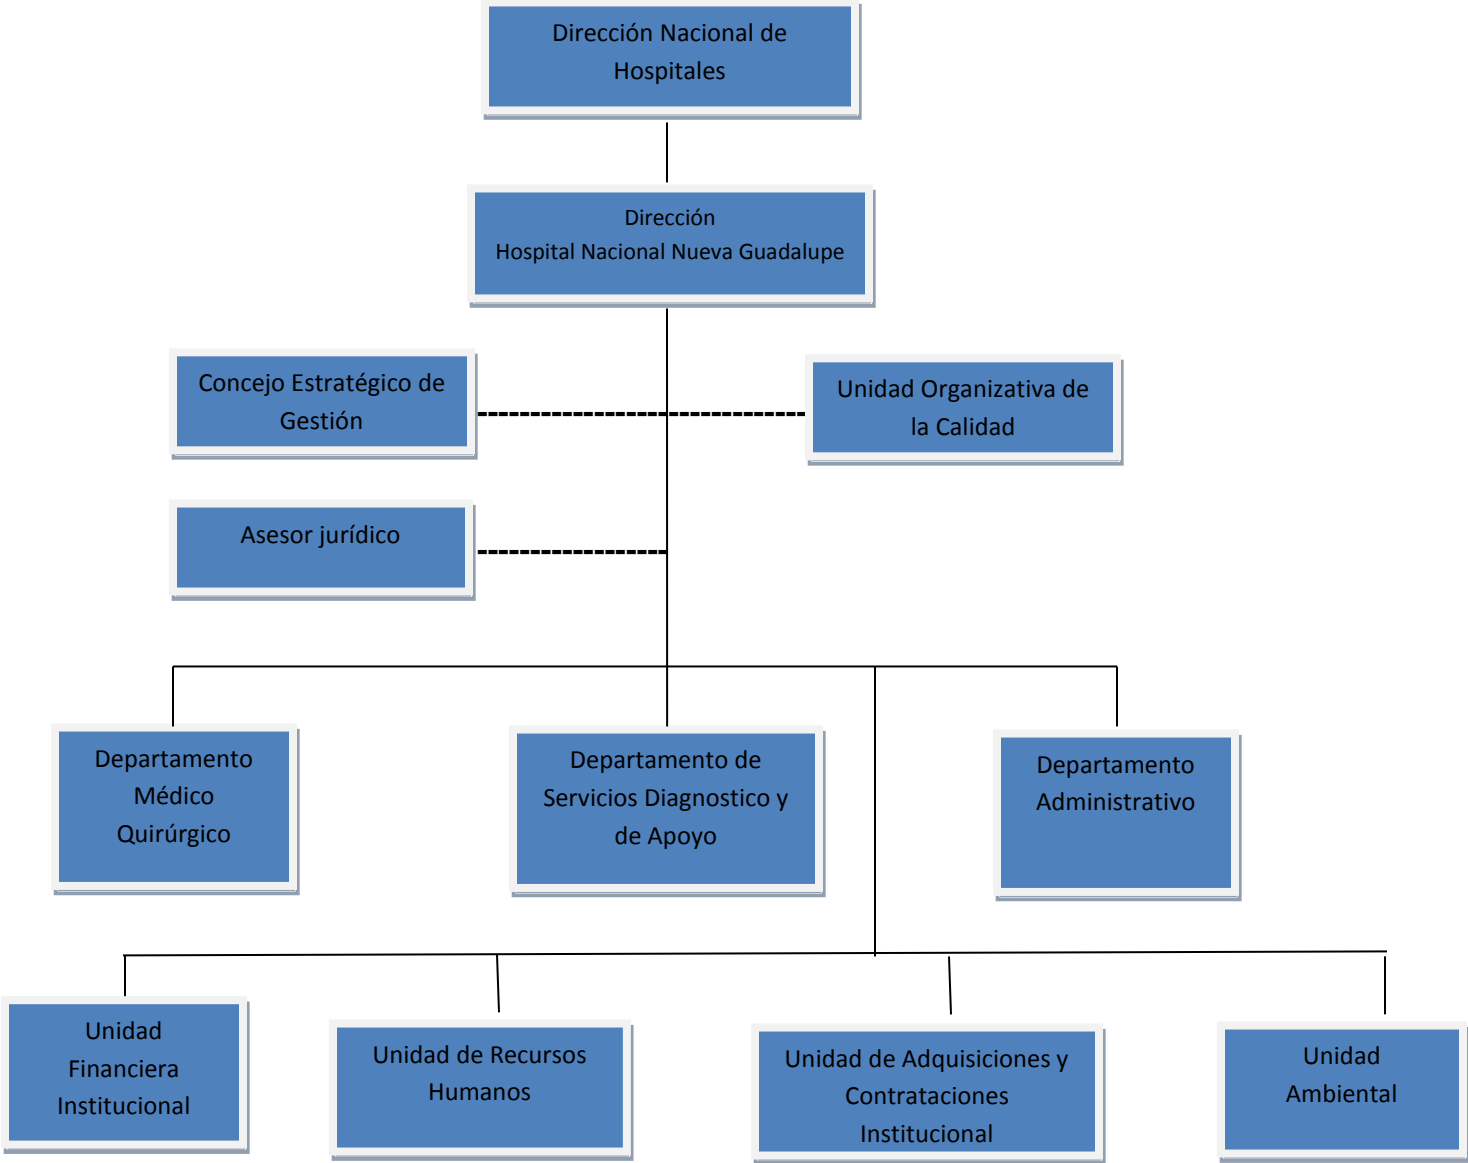 Dirección Nacional de
Hospitales
Dirección
Hospital Nacional Nueva Guadalupe
Concejo Estratégico de
Gestión
Unidad Organizativa de
la Calidad
Asesor jurídico
Departamento
Médico
Quirúrgico
Departamento de
Servicios Diagnostico y
de Apoyo
Departamento
Administrativo
Unidad
Financiera
Institucional
Unidad de Recursos
Humanos
Unidad de Adquisiciones y
Contrataciones
Institucional
Unidad
Ambiental